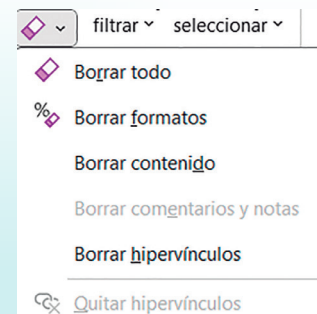 filtrar seleccionar
Borrar todo
Borrar formatos
Borrar contenido
Borrar comentarios y notas
Borrar hipervínculos
Quitar hipervínculos